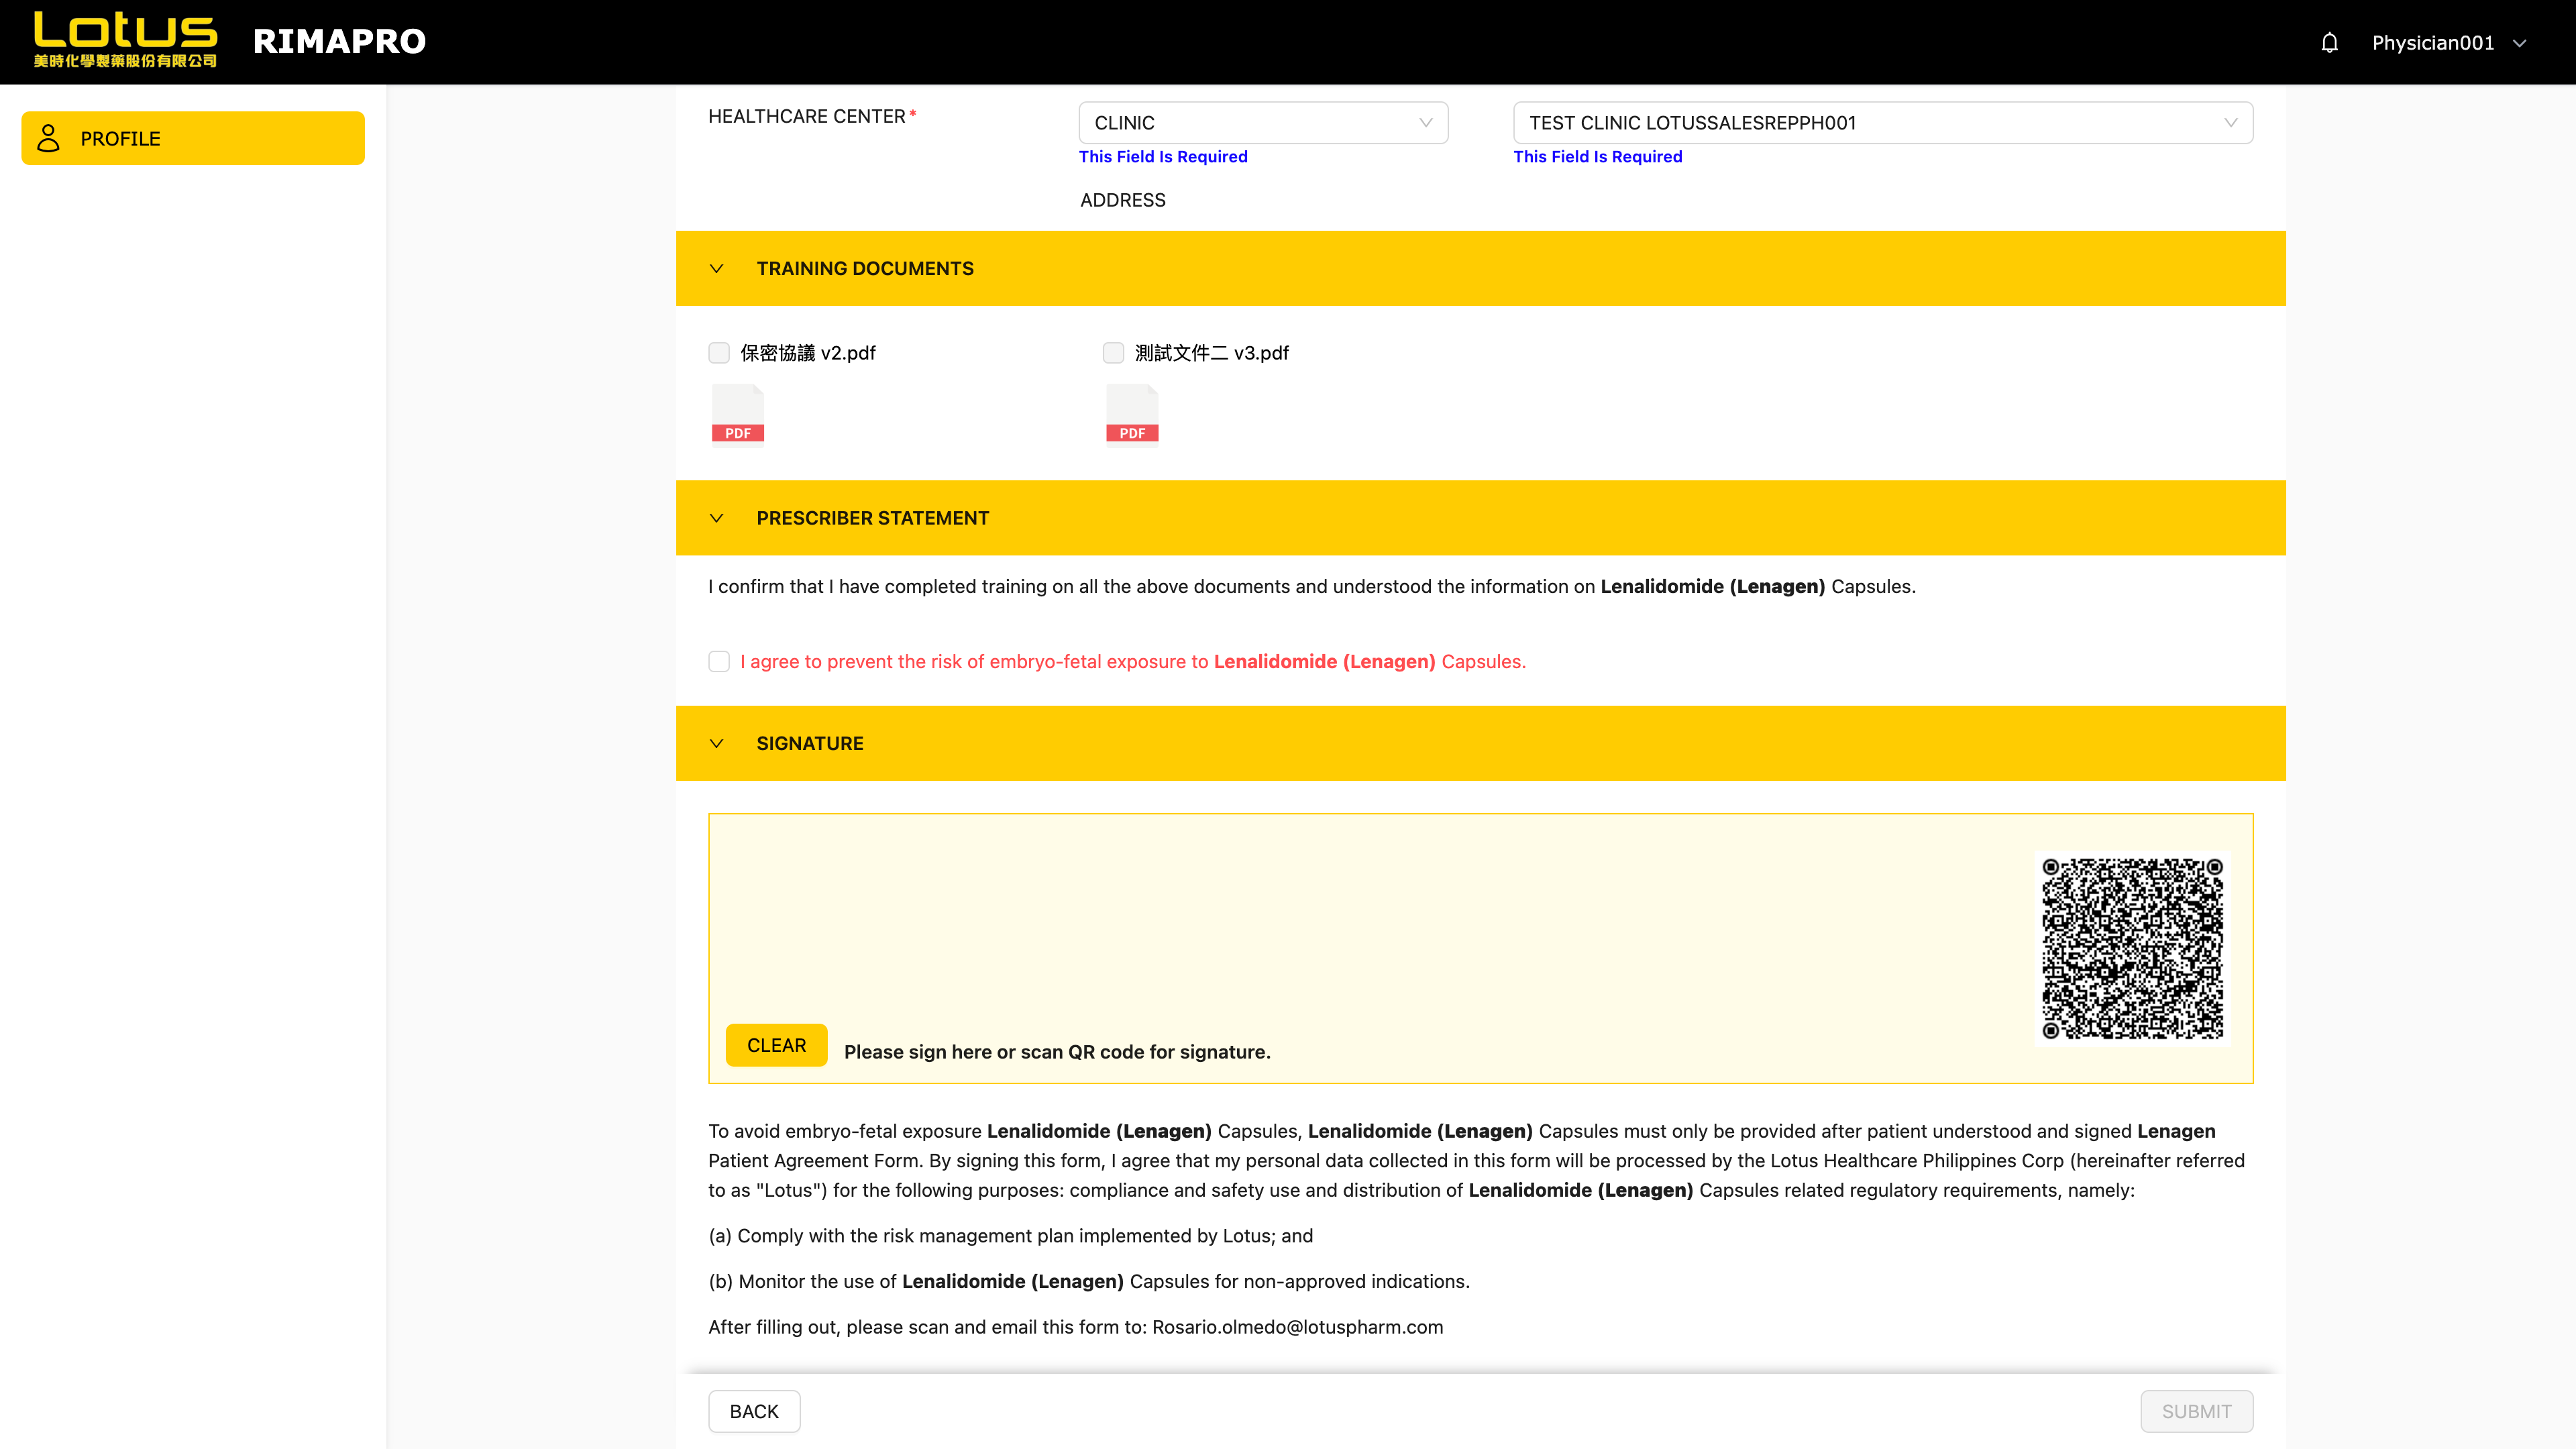 Lotus
美時化學製藥股份有限公司
RIMAPRO
Physician001
PROFILE
HEALTHCARE CENTER*
CLINIC
TEST CLINIC LOTUSSALESREPPH001
This Field Is Required
This Field Is Required
ADDRESS
TRAINING DOCUMENTS
保密協議 v2.pdf
測試文件二 v3.pdf
PDF
PDF
PRESCRIBER STATEMENT
I confirm that I have completed training on all the above documents and understood the information on Lenalidomide (Lenagen) Capsules.
I agree to prevent the risk of embryo-fetal exposure to Lenalidomide (Lenagen) Capsules.
SIGNATURE
CLEAR
Please sign here or scan QR code for signature.
To avoid embryo-fetal exposure Lenalidomide (Lenagen) Capsules, Lenalidomide (Lenagen) Capsules must only be provided after patient understood and signed Lenagen
Patient Agreement Form. By signing this form, I agree that my personal data collected in this form will be processed by the Lotus Healthcare Philippines Corp (hereinafter referred
to as "Lotus") for the following purposes: compliance and safety use and distribution of Lenalidomide (Lenagen) Capsules related regulatory requirements, namely:
(a) Comply with the risk management plan implemented by Lotus; and
(b) Monitor the use of Lenalidomide (Lenagen) Capsules for non-approved indications.
After filling out, please scan and email this form to: Rosario.olmedo@lotuspharm.com
BACK
SUBMIT